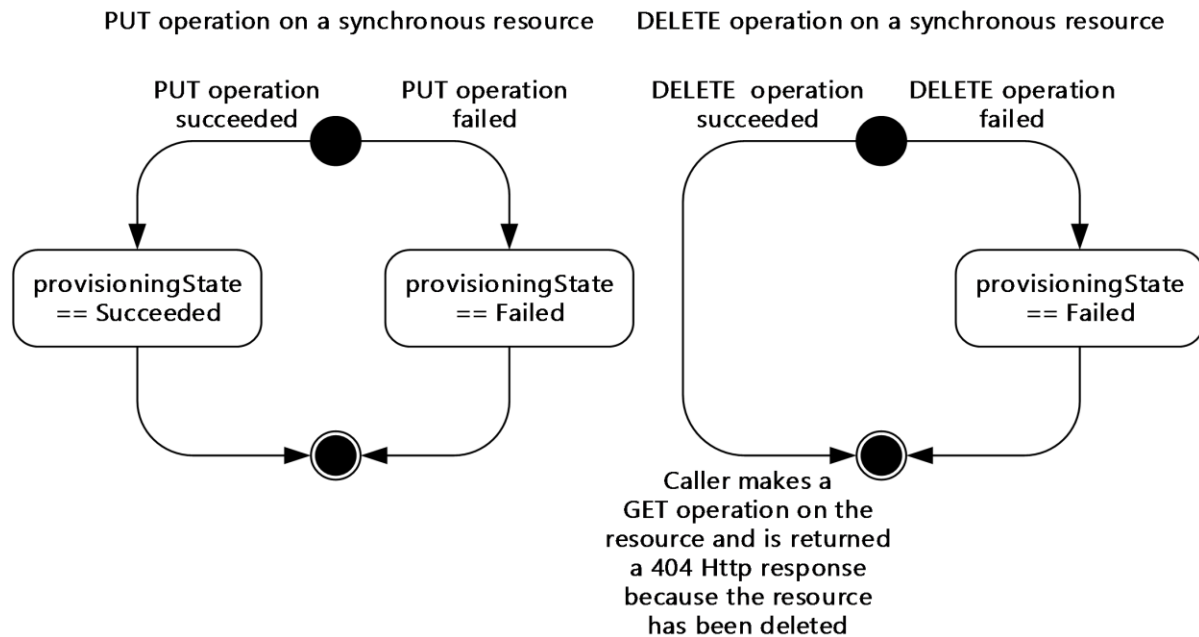 PUT operation on a synchronous resource
DELETE operation on a synchronous resource
PUT operation
succeeded
PUT operation
failed
DELETE operation
succeeded
DELETE operation
failed
provisioningState
== Succeeded
provisioningState
== Failed
provisioningState
== Failed
Caller makes a
GET operation on the
resource and is returned
a 404 Http response
because the resource
has been deleted